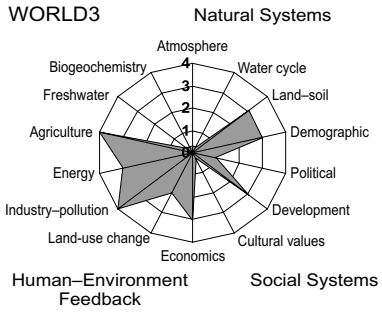 WORLD3
Natural Systems
Atmosphere
Biogeochemistry
4
Water cycle
Freshwater
3
Land–soil
2
Agriculture
1
Demographic
0
Energy
Political
Industry–pollution
Development
Land-use change
Cultural values
Economics
Human–Environment
Feedback
Social Systems